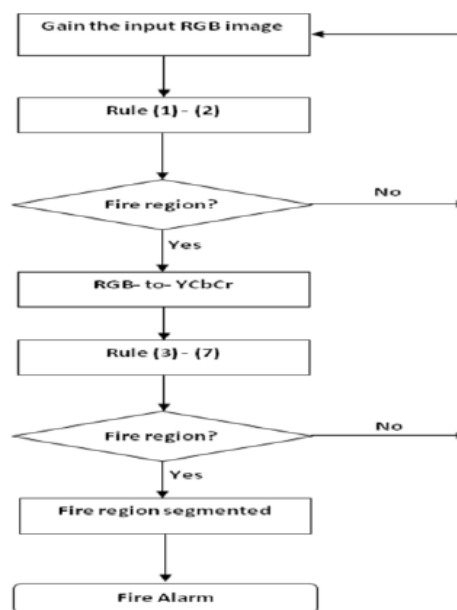 Gain the input RGB image
Rule (1) - (2)
Fire region?
No
Yes
RGB- to- YCbCr
Rule (3) - (7)
Fire region?
No
Yes
Fire region segmented
Fire Alarm